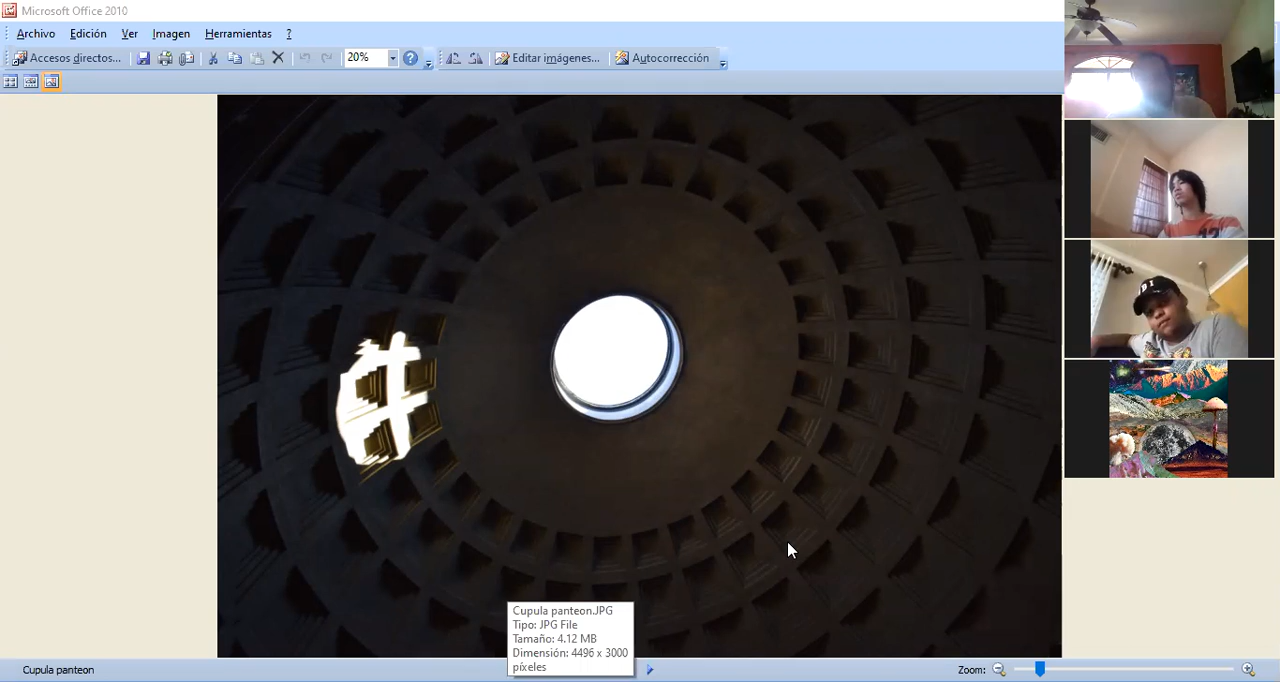 Microsoft Office 2010
Archivo Edición Ver Imagen Herramientas ?
Accesos directos... 20% Editar imágenes... Autocorrección
Cupula panteon.JPG
Tipo: JPG File
Tamaño: 4.12 MB
Dimensión: 4496 x 3000
píxeles
Cupula panteon Zoom: